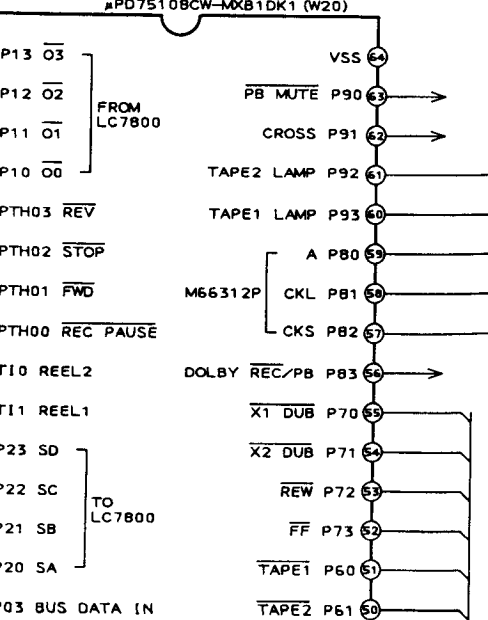 µPD75108CW-MXB1DK1 (W20)
P13 O3
P12 O2
P11 O1
P10 O0
FROM
LC7800
PTH03 REV
PTH02 STOP
PTH01 FWD
PTH00 REC PAUSE
TI0 REEL2
TI1 REEL1
P23 SD
P22 SC
P21 SB
P20 SA
TO
LC7800
P03 BUS DATA IN
VSS 64
PB MUTE P90 63
CROSS P91 62
TAPE2 LAMP P92 61
TAPE1 LAMP P93 60
M66312P
A P80 59
CKL P81 58
CKS P82 57
DOLBY REC/PB P83 56
X1 DUB P70 55
X2 DUB P71 54
REW P72 53
FF P73 52
TAPE1 P60 51
TAPE2 P61 50